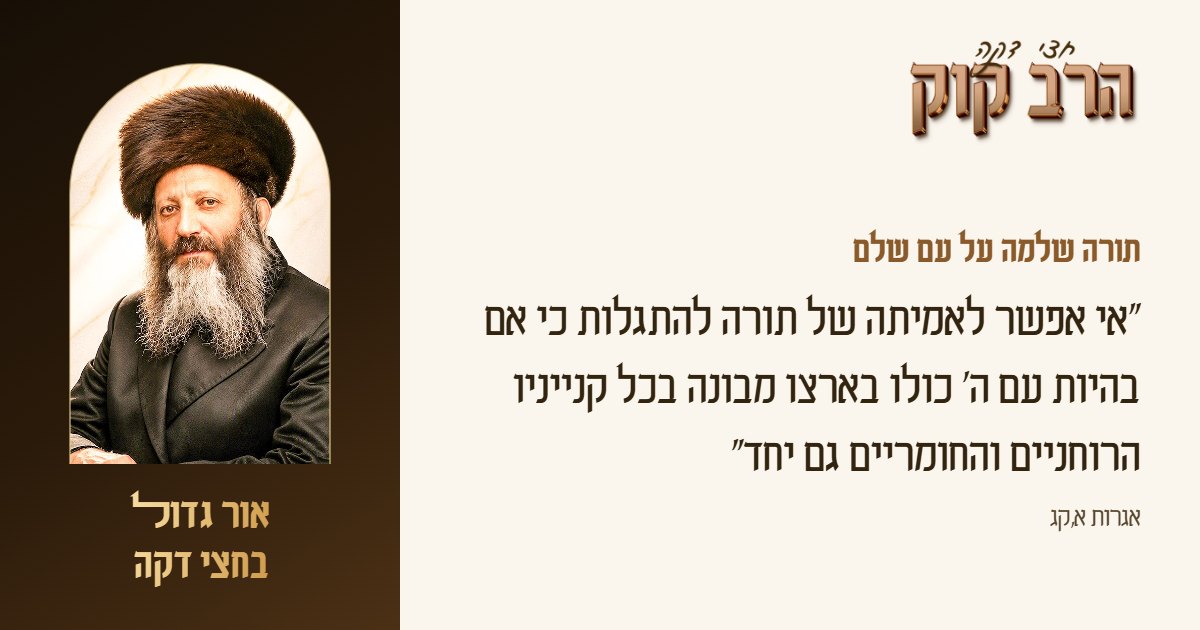 חצי דקה
הרב קוק
תורה שלמה על עם שלם
"אי אפשר לאמיתה של תורה להתגלות כי אם
בהיות עם ה' כולו בארצו מבונה בכל קנייניו
הרוחניים והחומריים גם יחד"
אגרות א,קג
אור גדול
בחצי דקה